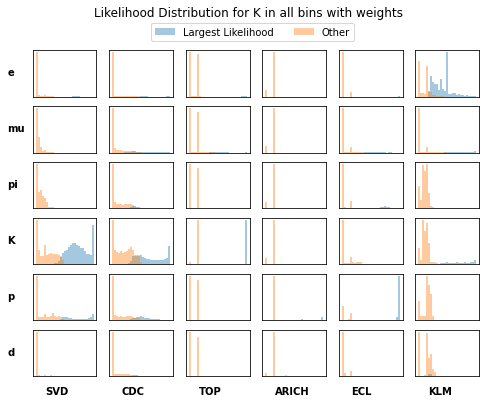 Likelihood Distribution for K in all bins with weights
Largest Likelihood Other
e
mu
pi
K
p
d
SVD CDC TOP ARICH ECL KLM